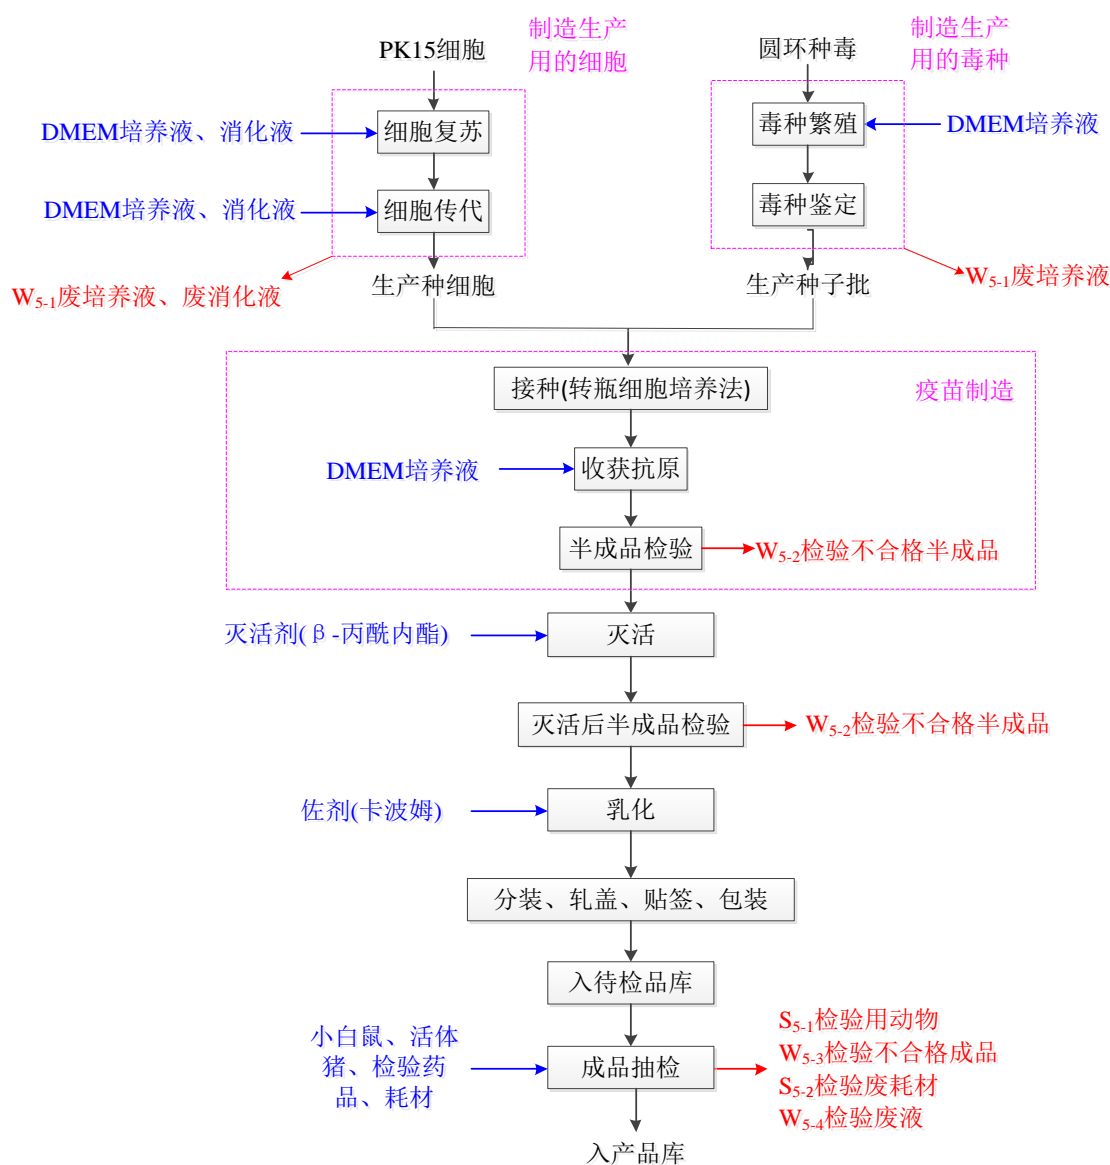 制造生产
用的细胞
制造生产
用的毒种
PK15细胞
圆环种毒
DMEM培养液、消化液
细胞复苏
毒种繁殖
DMEM培养液
DMEM培养液、消化液
细胞传代
毒种鉴定
W5-1废培养液、废消化液
生产种细胞
生产种子批
W5-1废培养液
接种(转瓶细胞培养法)
疫苗制造
DMEM培养液
收获抗原
半成品检验
W5-2检验不合格半成品
灭活剂(β-丙酰内酯)
灭活
灭活后半成品检验
W5-2检验不合格半成品
佐剂(卡波姆)
乳化
分装、轧盖、贴签、包装
入待检品库
小白鼠、活体
猪、检验药
品、耗材
成品抽检
S5-1检验用动物
W5-3检验不合格成品
S5-2检验废耗材
W5-4检验废液
入产品库